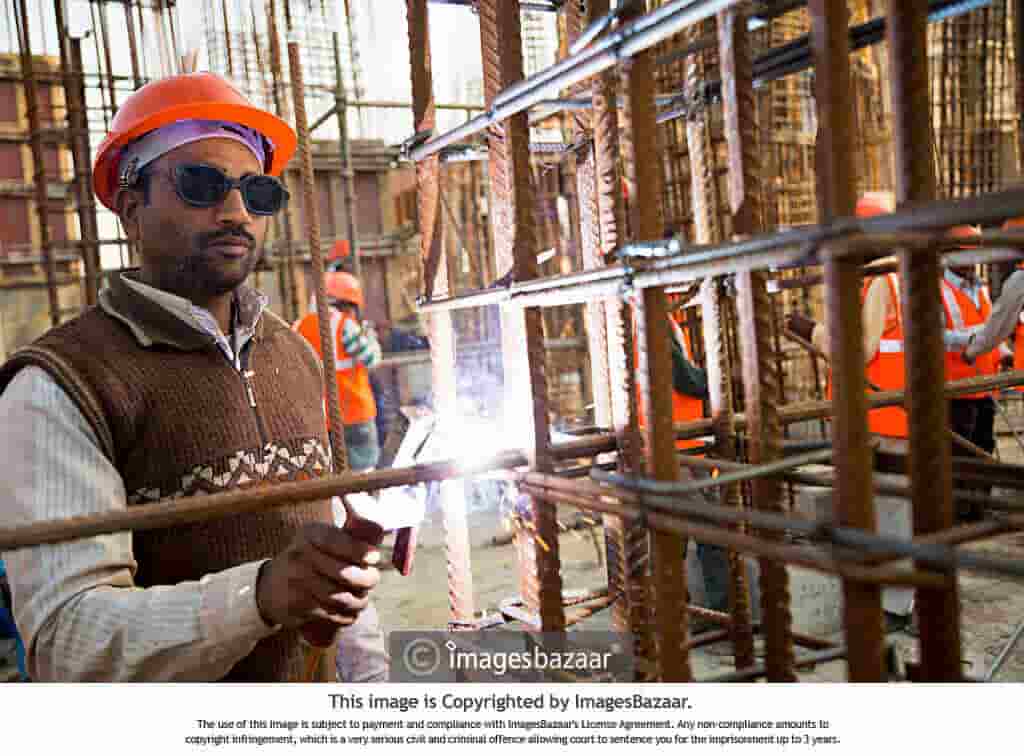 © imagesbazaar
This image is Copyrighted by ImagesBazaar.
The use of this image is subject to payment and compliance with ImagesBazaar's License Agreement. Any non-compliance amounts to
copyright infringement, which is a very serious civil and criminal offence allowing court to sentence you for the imprisonment up to 3 years.